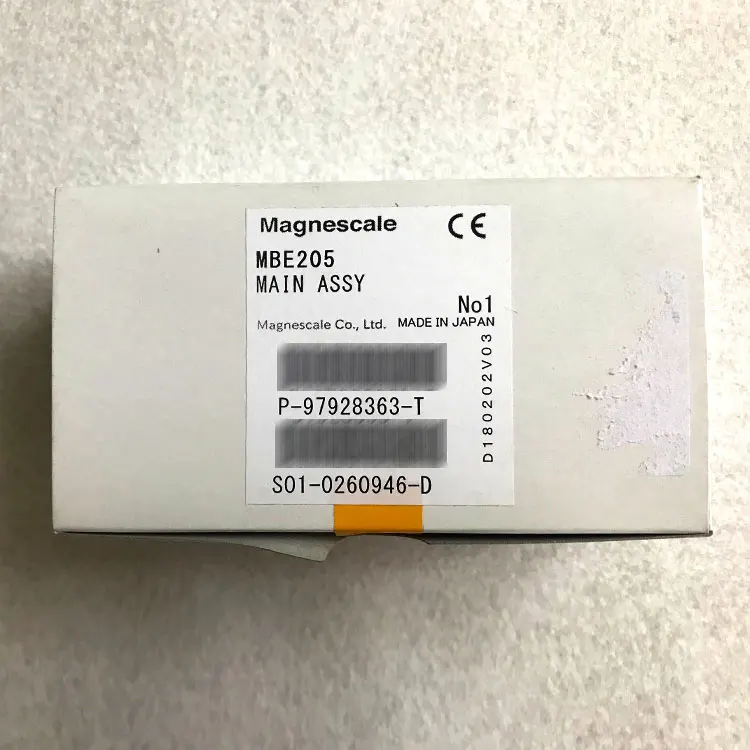 Magnescale CE
MBE205
MAIN ASSY
No1
Magnescale Co., Ltd. MADE IN JAPAN
P-97928363-T
S01-0260946-D
D180202V03